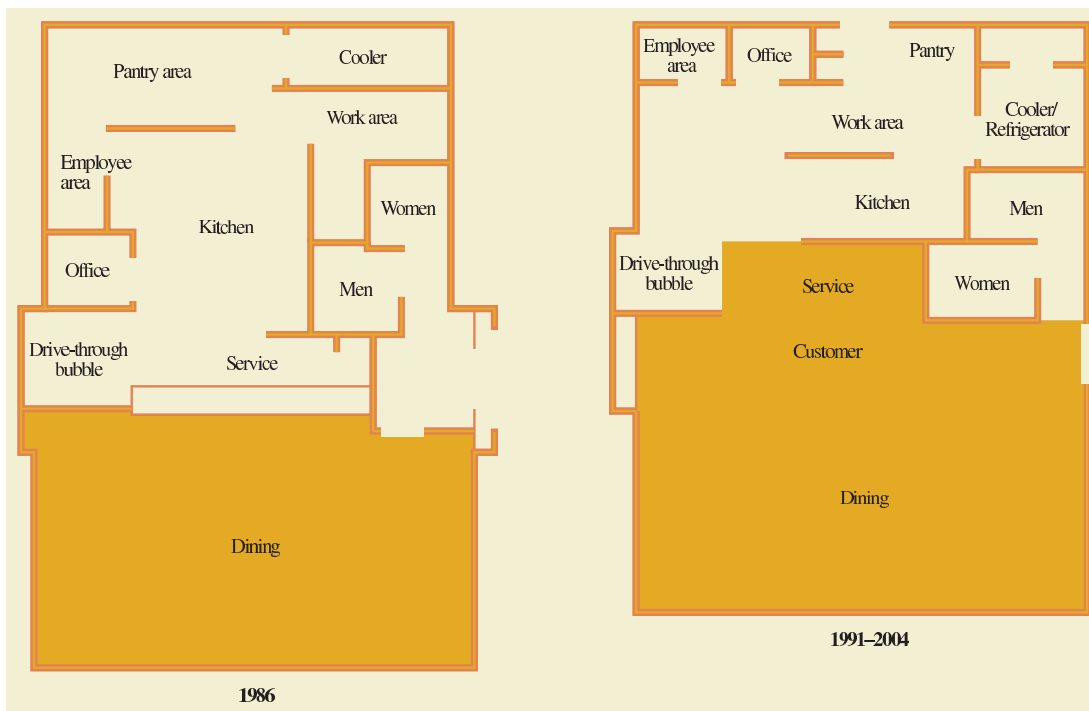 Pantry area
Cooler
Work area
Employee
area
Women
Kitchen
Office
Men
Drive-through
bubble
Service
Dining
1986
Employee
area
Office
Pantry
Work area
Cooler/
Refrigerator
Kitchen
Men
Drive-through
bubble
Service
Women
Customer
Dining
1991–2004